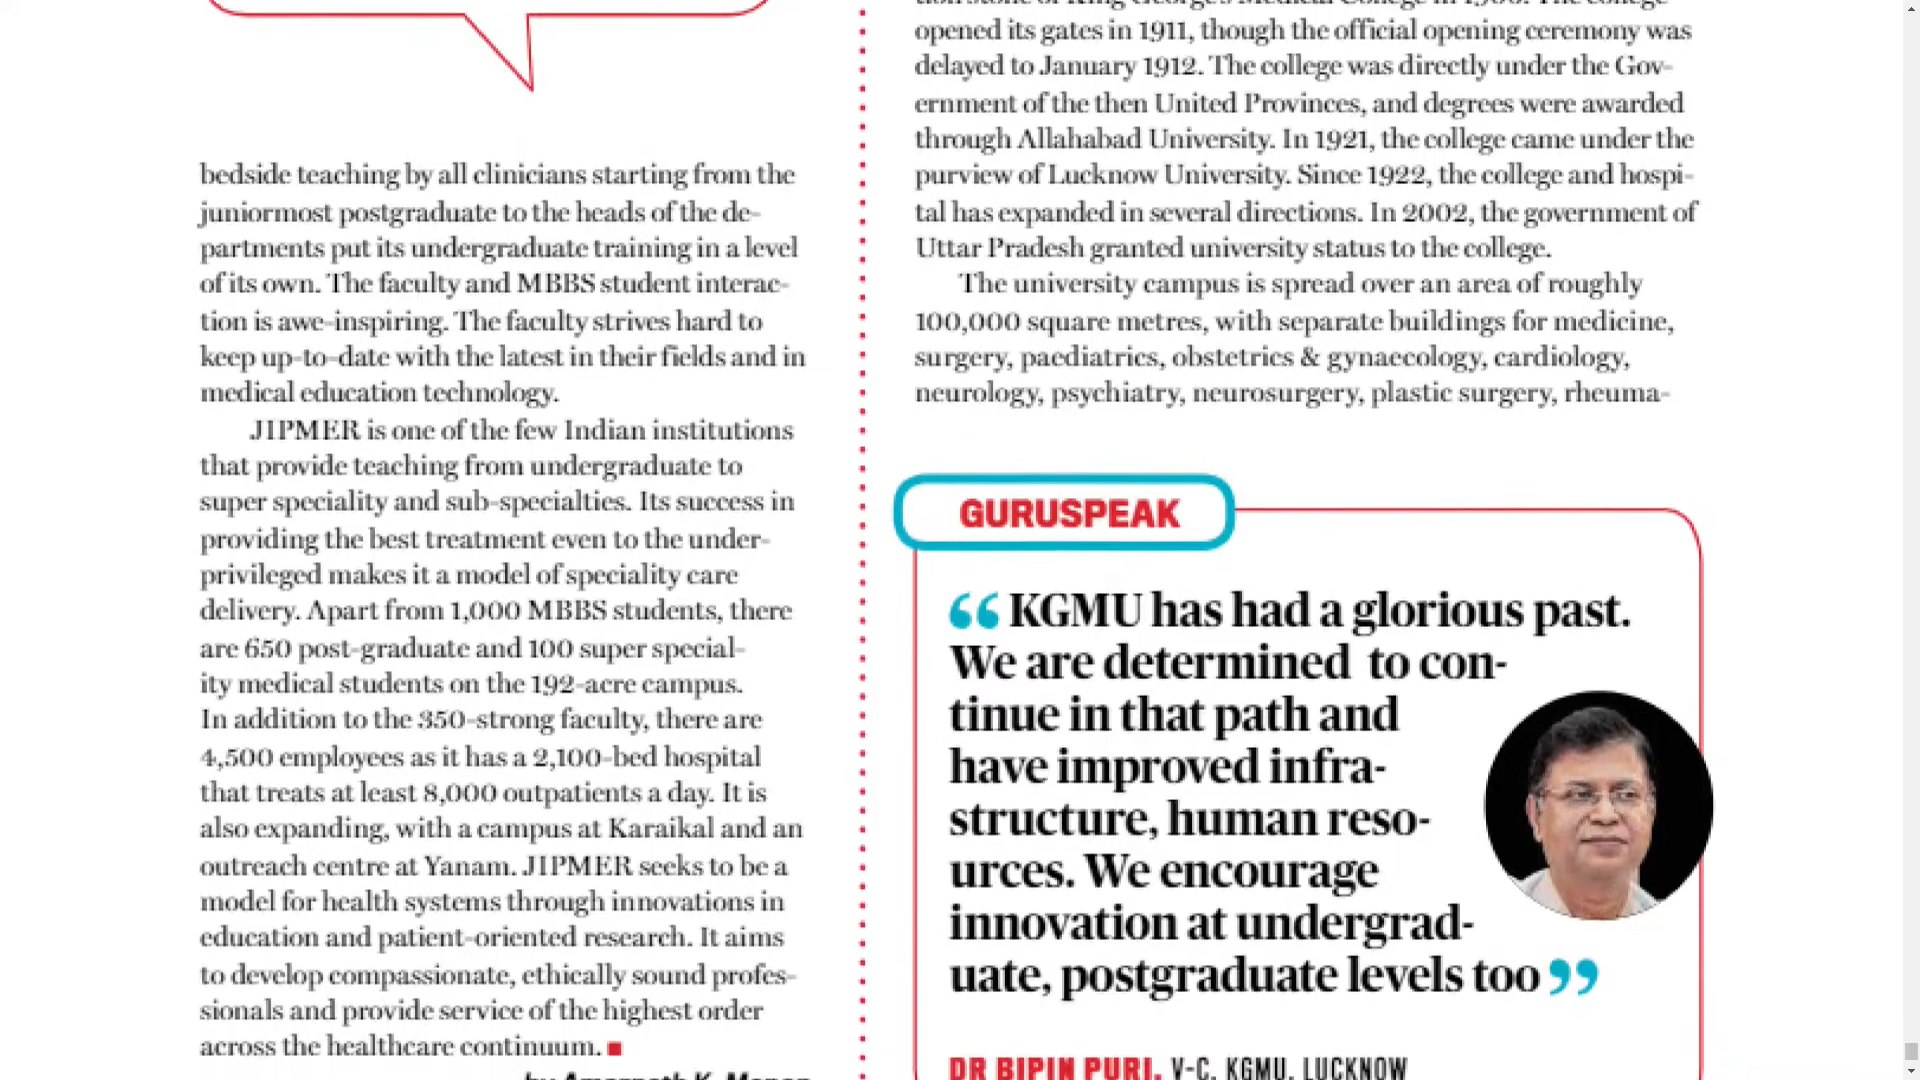 bedside teaching by all clinicians starting from the
juniormost postgraduate to the heads of the de-
partments put its undergraduate training in a level
of its own. The faculty and MBBS student interac-
tion is awe-inspiring. The faculty strives hard to
keep up-to-date with the latest in their fields and in
medical education technology.
JIPMER is one of the few Indian institutions
that provide teaching from undergraduate to
super speciality and sub-specialties. Its success in
providing the best treatment even to the under-
privileged makes it a model of speciality care
delivery. Apart from 1,000 MBBS students, there
are 650 post-graduate and 100 super special-
ity medical students on the 192-acre campus.
In addition to the 350-strong faculty, there are
4,500 employees as it has a 2,100-bed hospital
that treats at least 8,000 outpatients a day. It is
also expanding, with a campus at Karaikal and an
outreach centre at Yanam. JIPMER seeks to be a
model for health systems through innovations in
education and patient-oriented research. It aims
to develop compassionate, ethically sound profes-
sionals and provide service of the highest order
across the healthcare continuum.
by Amarnath K. Menon
tion stone of King George's Medical College in 1906. The college
opened its gates in 1911, though the official opening ceremony was
delayed to January 1912. The college was directly under the Gov-
ernment of the then United Provinces, and degrees were awarded
through Allahabad University. In 1921, the college came under the
purview of Lucknow University. Since 1922, the college and hospi-
tal has expanded in several directions. In 2002, the government of
Uttar Pradesh granted university status to the college.
The university campus is spread over an area of roughly
100,000 square metres, with separate buildings for medicine,
surgery, paediatrics, obstetrics & gynaecology, cardiology,
neurology, psychiatry, neurosurgery, plastic surgery, rheuma-
GURUSPEAK
“KGMU has had a glorious past.
We are determined to con-
tinue in that path and
have improved infra-
structure, human reso-
urces. We encourage
innovation at undergrad-
uate, postgraduate levels too”
DR BIPIN PURI, V-C, KGMU, LUCKNOW